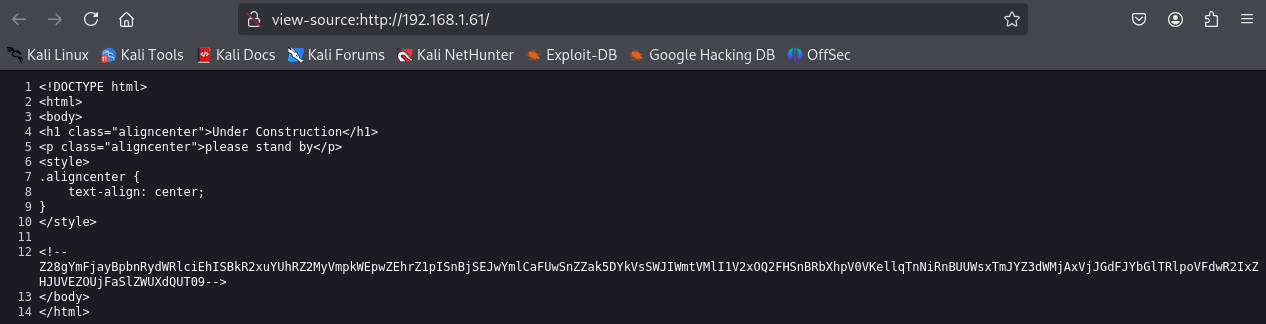 view-source:http://192.168.1.61/
Kali Linux Kali Tools Kali Docs Kali Forums Kali NetHunter Exploit-DB Google Hacking DB OffSec
1 <!DOCTYPE html>
2 <html>
3 <body>
4 <h1 class="aligncenter">Under Construction</h1>
5 <p class="aligncenter">please stand by</p>
6 <style>
7 .aligncenter {
8 text-align: center;
9 }
10 </style>
11
12 <!--
13 </body>
14 </html>